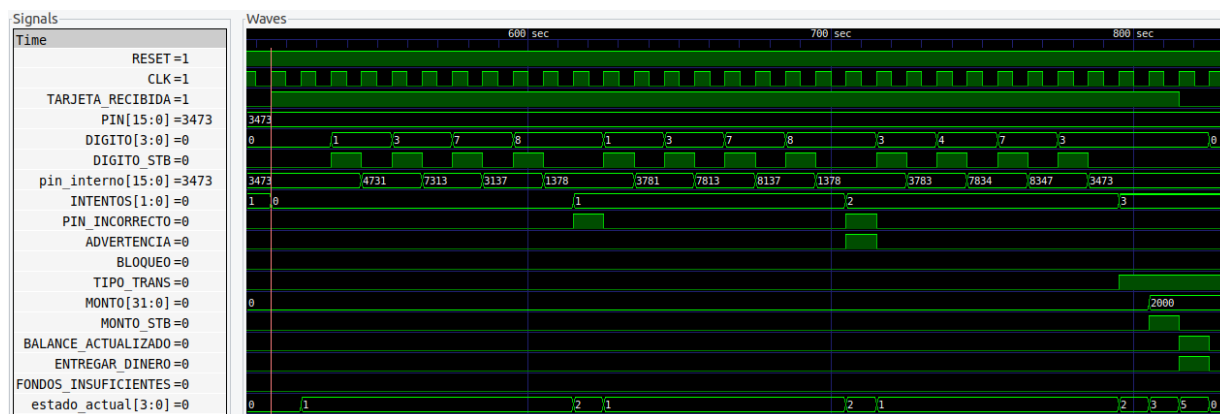 Signals
Waves
Time
600 sec 700 sec 800 sec
RESET=1
CLK=1
TARJETA_RECIBIDA=1
PIN[15:0]=3473 3473
DIGITO[3:0]=0 0 1 3 7 8 1 3 7 8 3 4 7 3 0
DIGITO_STB=0
pin_interno[15:0]=3473 3473 4731 7313 3137 1378 3781 7813 8137 1378 3783 7834 8347 3473
INTENTOS[1:0]=0 1 0 1 2 3
PIN_INCORRECTO=0
ADVERTENCIA=0
BLOQUEO=0
TIPO_TRANS=0
MONTO[31:0]=0 0 2000
MONTO_STB=0
BALANCE_ACTUALIZADO=0
ENTREGAR_DINERO=0
FONDOS_INSUFICIENTES=0
estado_actual[3:0]=0 0 1 2 1 2 1 2 3 5 0